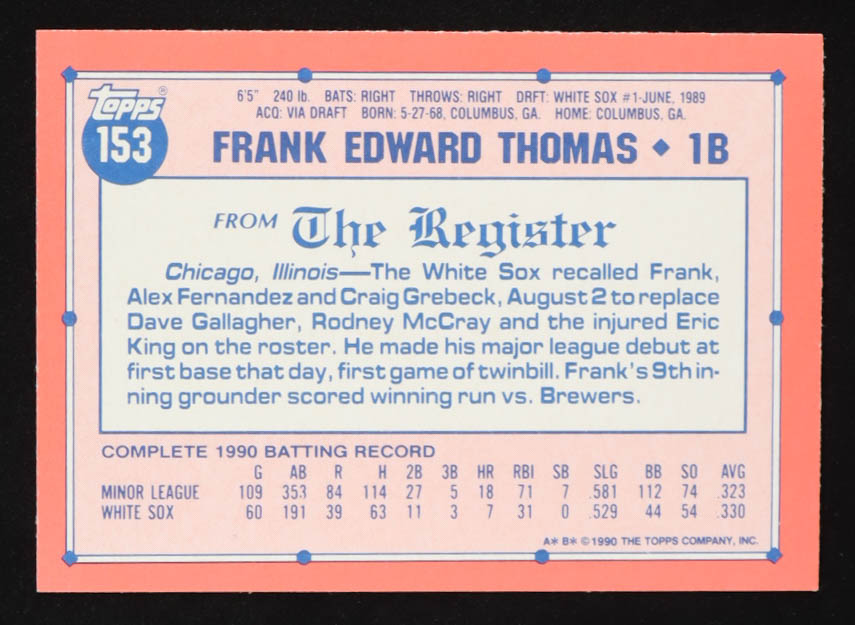 topps®
153
6'5" 240 lb. BATS: RIGHT THROWS: RIGHT DRFT: WHITE SOX #1-JUNE, 1989
ACQ: VIA DRAFT BORN: 5-27-68, COLUMBUS, GA. HOME: COLUMBUS, GA.
FRANK EDWARD THOMAS ◆ 1B
FROM The Register
Chicago, Illinois—The White Sox recalled Frank,
Alex Fernandez and Craig Grebeck, August 2 to replace
Dave Gallagher, Rodney McCray and the injured Eric
King on the roster. He made his major league debut at
first base that day, first game of twinbill. Frank's 9th in-
ning grounder scored winning run vs. Brewers.
COMPLETE 1990 BATTING RECORD
G AB R H 2B 3B HR RBI SB SLG BB SO AVG
MINOR LEAGUE 109 353 84 114 27 5 18 71 7 .581 112 74 .323
WHITE SOX 60 191 39 63 11 3 7 31 0 .529 44 54 .330
A* B* ©1990 THE TOPPS COMPANY, INC.